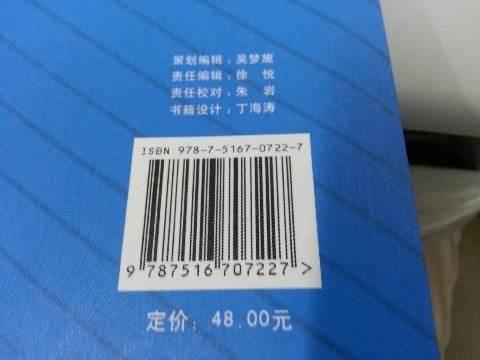 策划编辑：吴梦妮
责任编辑：徐 悦
责任校对：朱 岩
书籍设计：丁海涛
ISBN 978-7-5167-0722-7
9 787516 707227 >
定价：48.00元